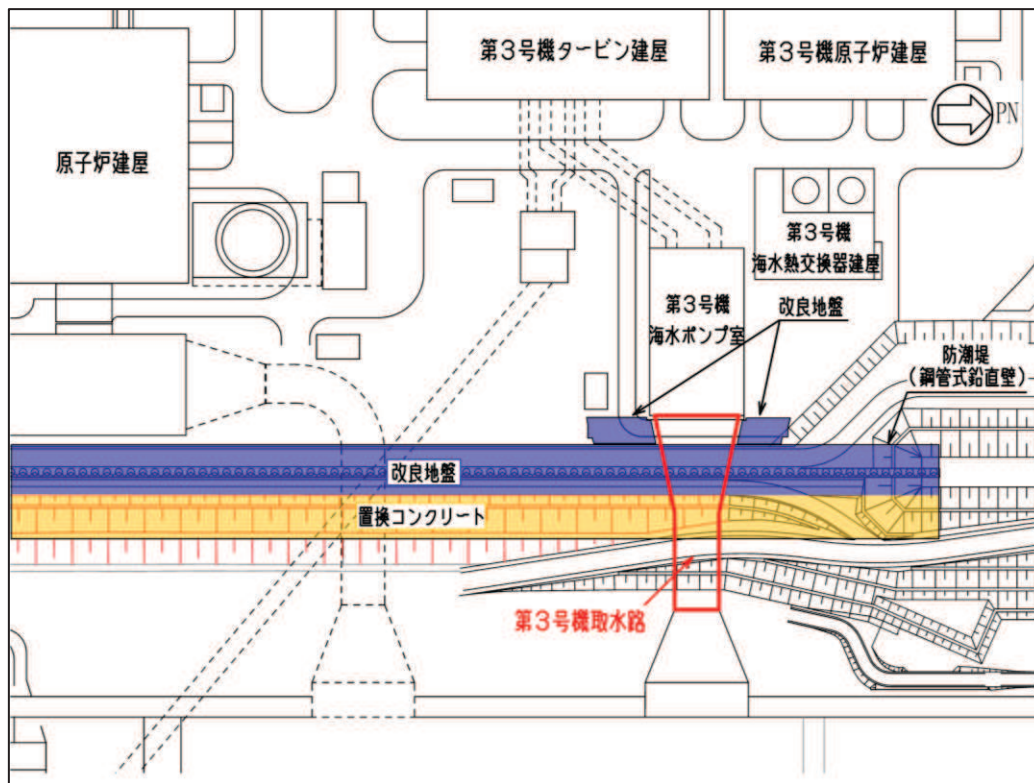 第3号機タービン建屋
第3号機原子炉建屋
PN
原子炉建屋
第3号機
海水熱交換器建屋
第3号機
海水ポンプ室
改良地盤
防潮堤
(鋼管式鉛直壁)
改良地盤
置換コンクリート
第3号機取水路